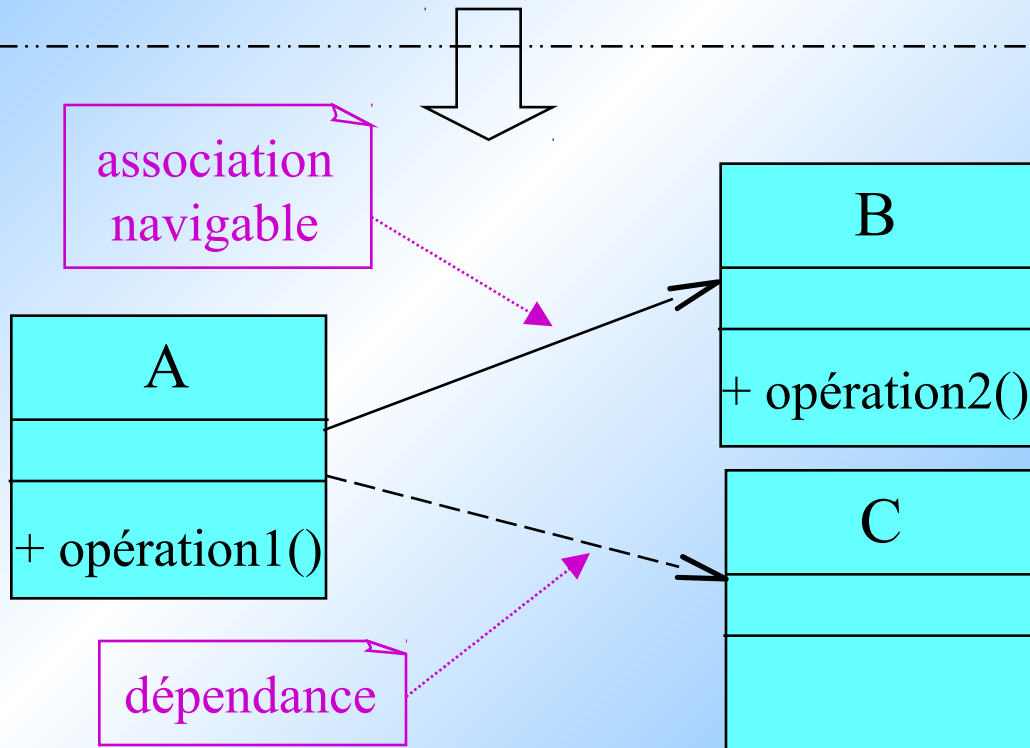 association
navigable
B
+ opération2()
A
+ opération1()
C
dépendance